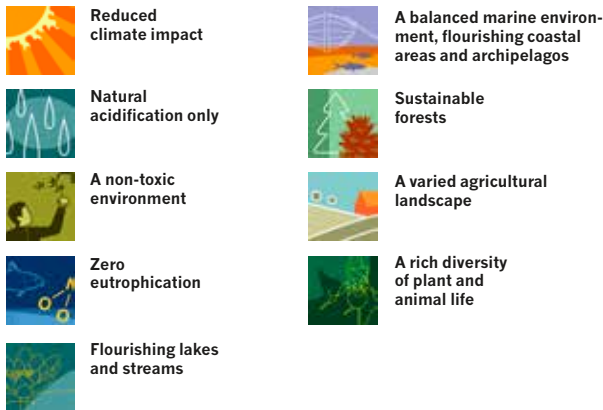 Reduced
climate impact
Natural
acidification only
A non-toxic
environment
Zero
eutrophication
Flourishing lakes
and streams
A balanced marine environ-
ment, flourishing coastal
areas and archipelagos
Sustainable
forests
A varied agricultural
landscape
A rich diversity
of plant and
animal life